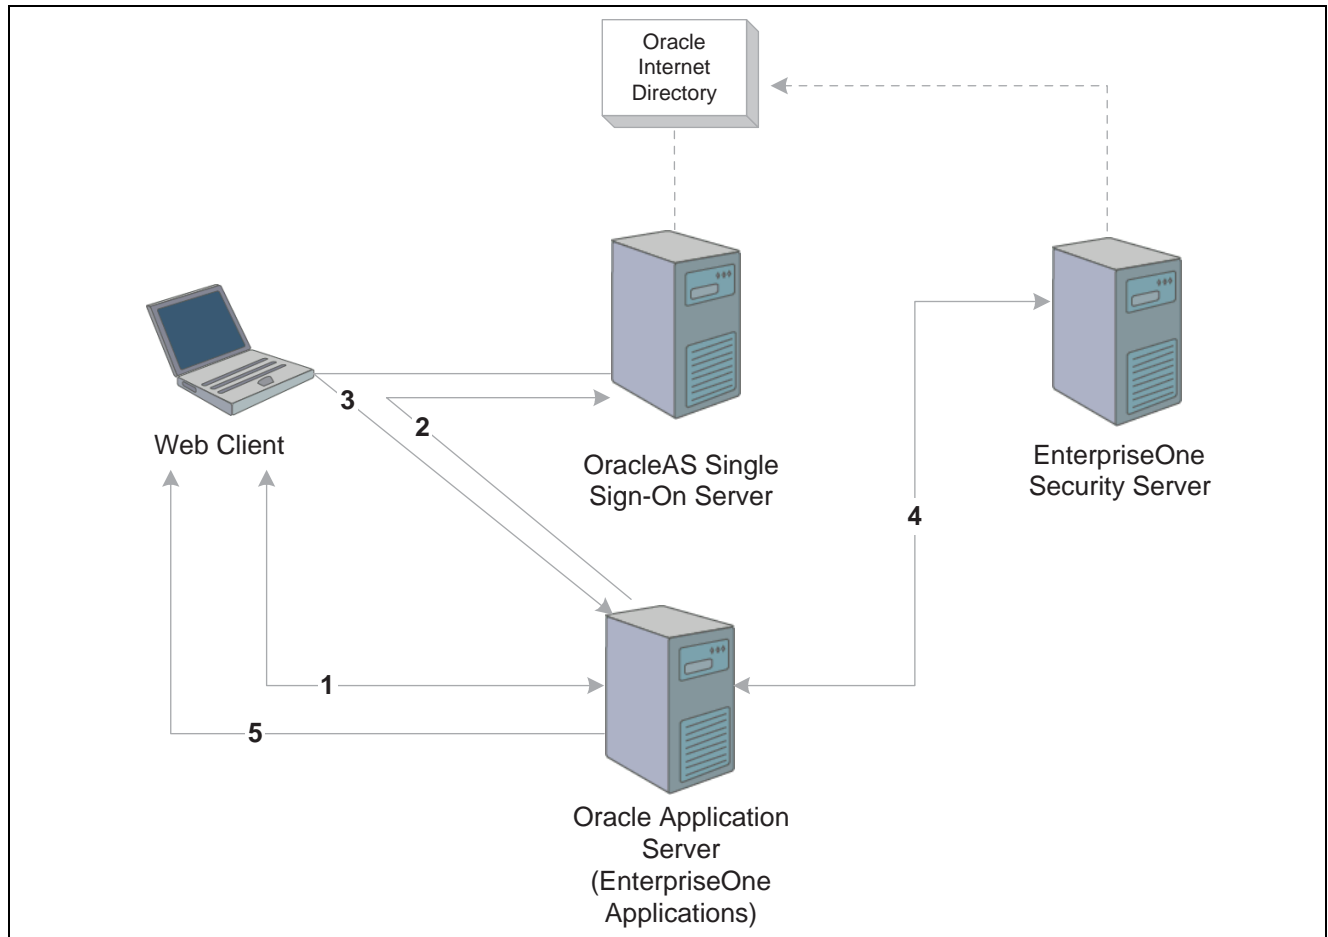 Oracle
Internet
Directory
3
2
Web Client
OracleAS Single
Sign-On Server
EnterpriseOne
Security Server
4
1
5
Oracle Application
Server
(EnterpriseOne
Applications)